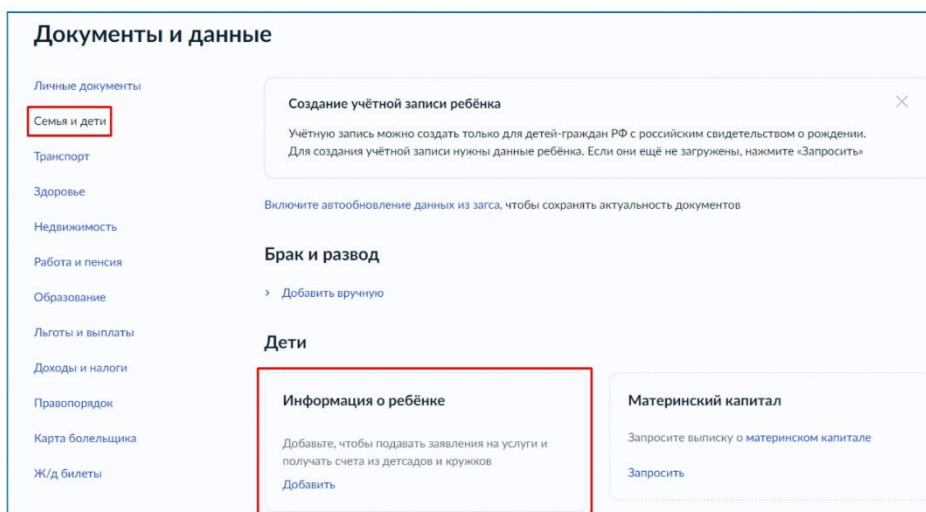 Документы и данные
Личные документы
Семья и дети
Транспорт
Здоровье
Недвижимость
Работа и пенсия
Образование
Льготы и выплаты
Доходы и налоги
Правопорядок
Карта болельщика
Ж/д билеты
Создание учётной записи ребёнка
Учётную запись можно создать только для детей-граждан РФ с российским свидетельством о рождении.
Для создания учётной записи нужны данные ребёнка. Если они ещё не загружены, нажмите «Запросить»
Включите автообновление данных из загса, чтобы сохранять актуальность документов
Брак и развод
Добавить вручную
Дети
Информация о ребёнке
Добавьте, чтобы подавать заявления на услуги и
получать счета из детсадов и кружков
Добавить
Материнский капитал
Запросите выписку о материнском капитале
Запросить